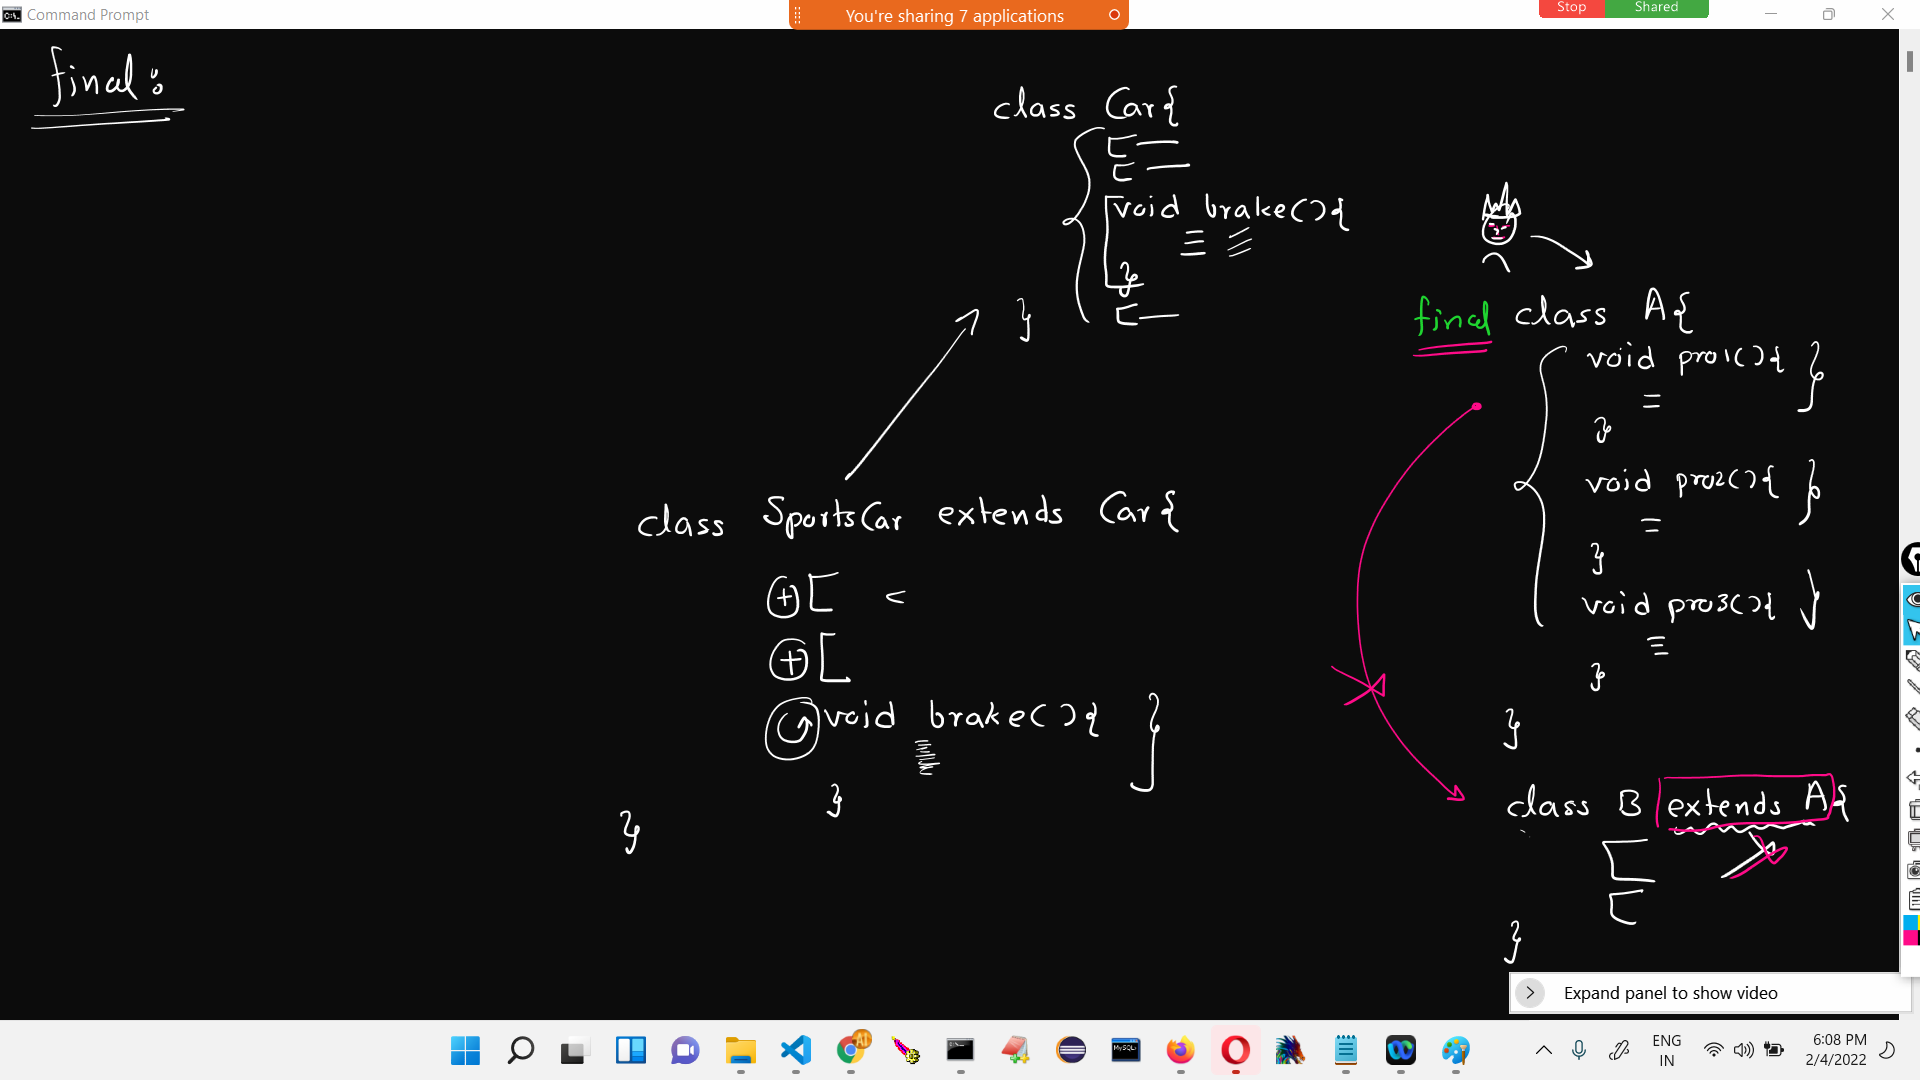 Command Prompt
You're sharing 7 applications
Stop Shared
final:
class Car{
void brake(){
}
}
class SportsCar extends Car{
void brake(){
}
}
final class A{
void pro1(){
}
void pro2(){
}
void pro3(){
}
}
class B extends A{
}
Expand panel to show video
AI
MySQL
ENG
IN
6:08 PM
2/4/2022